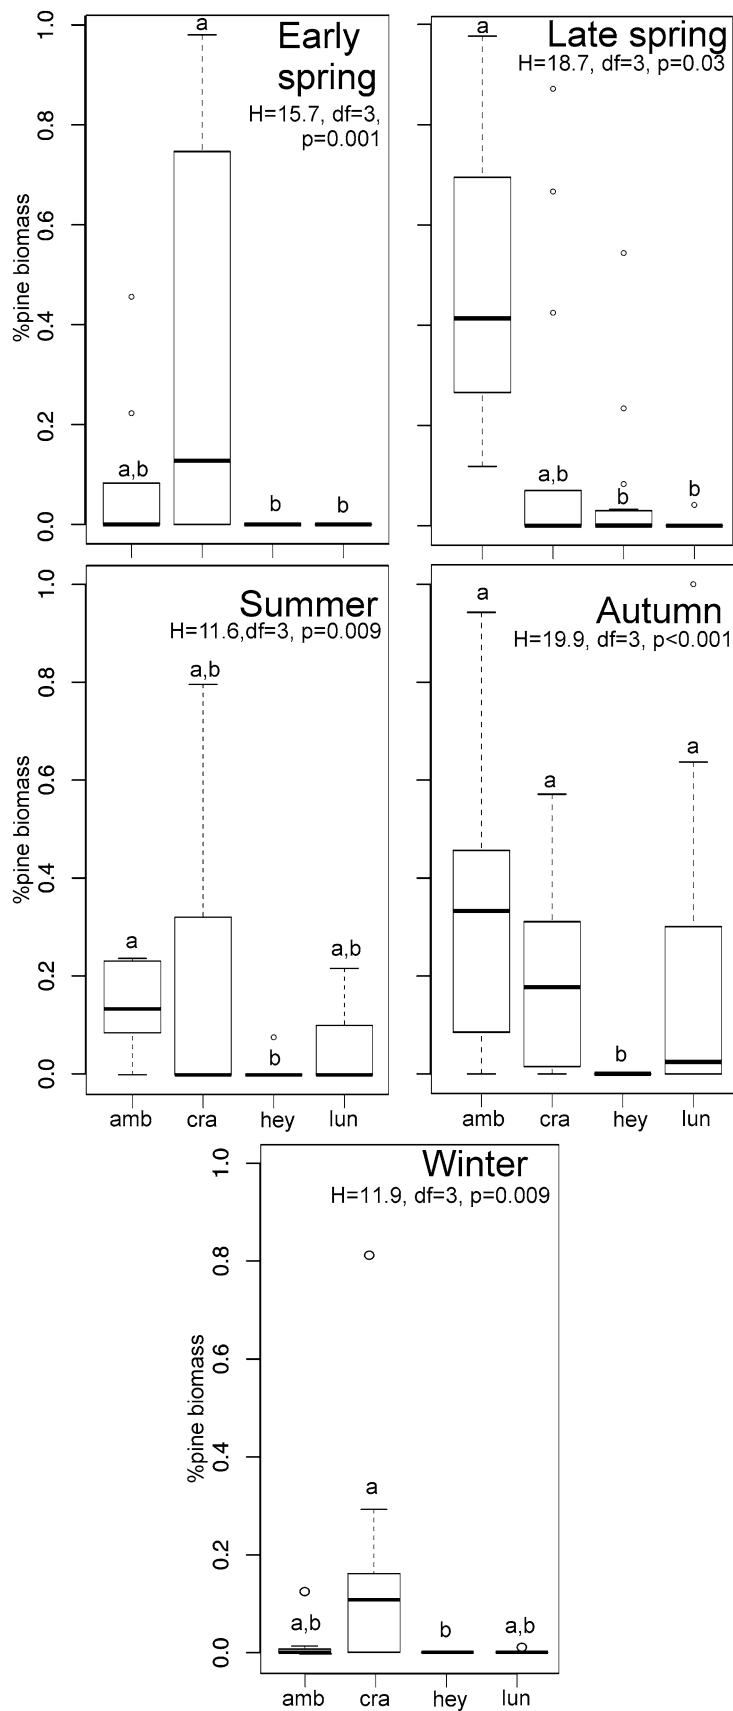 Early
spring
H=15.7, df=3,
p=0.001
a
a,b
b
b
%pine biomass
1.0
0.8
0.6
0.4
0.2
0.0
Late spring
H=18.7, df=3, p=0.03
a
a,b
b
b
Summer
H=11.6,df=3, p=0.009
a
a,b
b
a,b
%pine biomass
1.0
0.8
0.6
0.4
0.2
0.0
amb cra hey lun
Autumn
H=19.9, df=3, p<0.001
a
a
b
a
amb cra hey lun
Winter
H=11.9, df=3, p=0.009
a,b
a
b
a,b
%pine biomass
1.0
0.8
0.6
0.4
0.2
0.0
amb cra hey lun